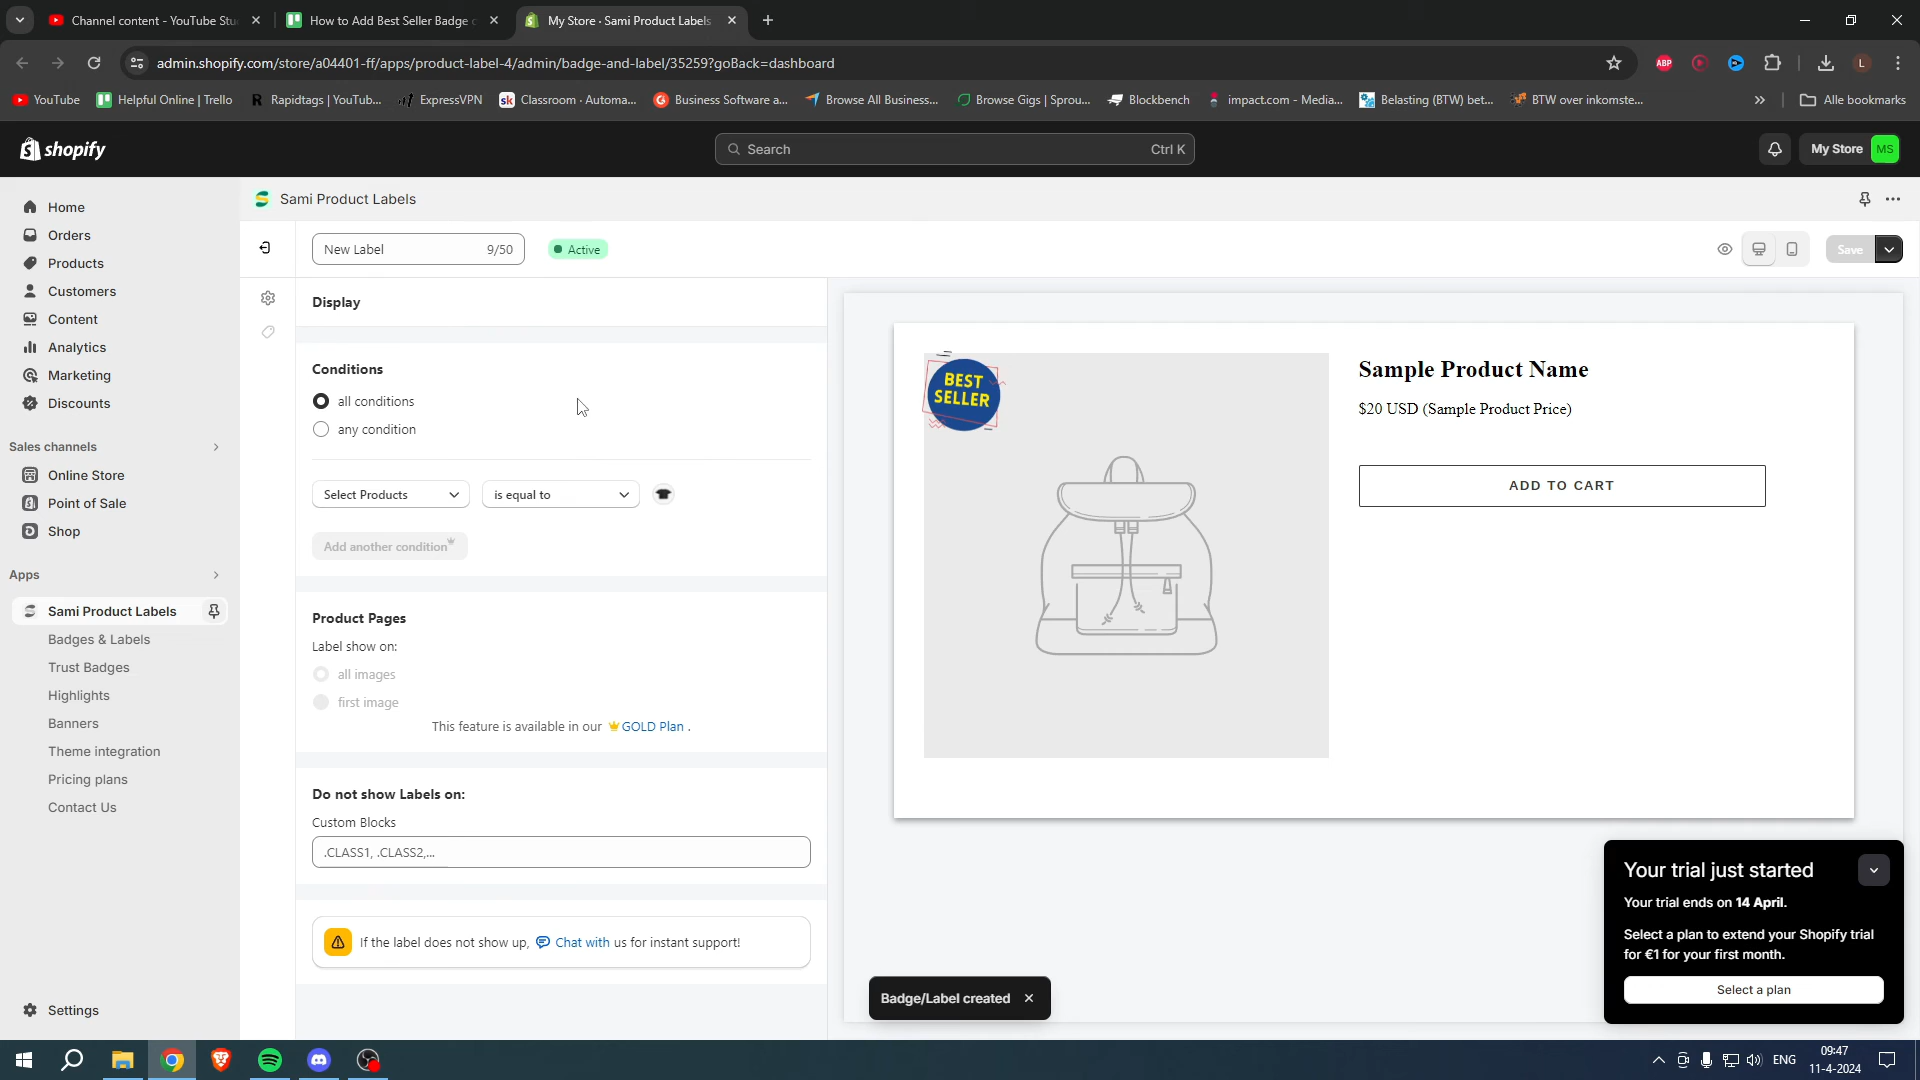 Channel content - YouTube Stu
How to Add Best Seller Badge o
My Store · Sami Product Labels
admin.shopify.com/store/a04401-ff/apps/product-label-4/admin/badge-and-label/35259?goBack=dashboard
ABP
L
YouTube
Helpful Online | Trello
Rapidtags | YouTub...
ExpressVPN
sk
Classroom - Automa...
Business Software a...
Browse All Business...
Browse Gigs | Sprou...
Blockbench
impact.com - Media...
Belasting (BTW) bet...
BTW over inkomste...
Alle bookmarks
shopify
Search
Ctrl K
My Store
MS
Home
Orders
Products
Customers
Content
Analytics
Marketing
Discounts
Sales channels
Online Store
Point of Sale
Shop
Apps
Sami Product Labels
Badges & Labels
Trust Badges
Highlights
Banners
Theme integration
Pricing plans
Contact Us
Settings
Sami Product Labels
New Label
9/50
Active
Save
Display
Conditions
all conditions
any condition
Select Products
is equal to
Add another condition
Product Pages
Label show on:
all images
first image
This feature is available in our GOLD Plan .
Do not show Labels on:
Custom Blocks
.CLASS1, .CLASS2,...
If the label does not show up, Chat with us for instant support!
BEST
SELLER
Sample Product Name
$20 USD (Sample Product Price)
ADD TO CART
Badge/Label created
Your trial just started
Your trial ends on 14 April.
Select a plan to extend your Shopify trial
for €1 for your first month.
Select a plan
ENG
09:47
11-4-2024